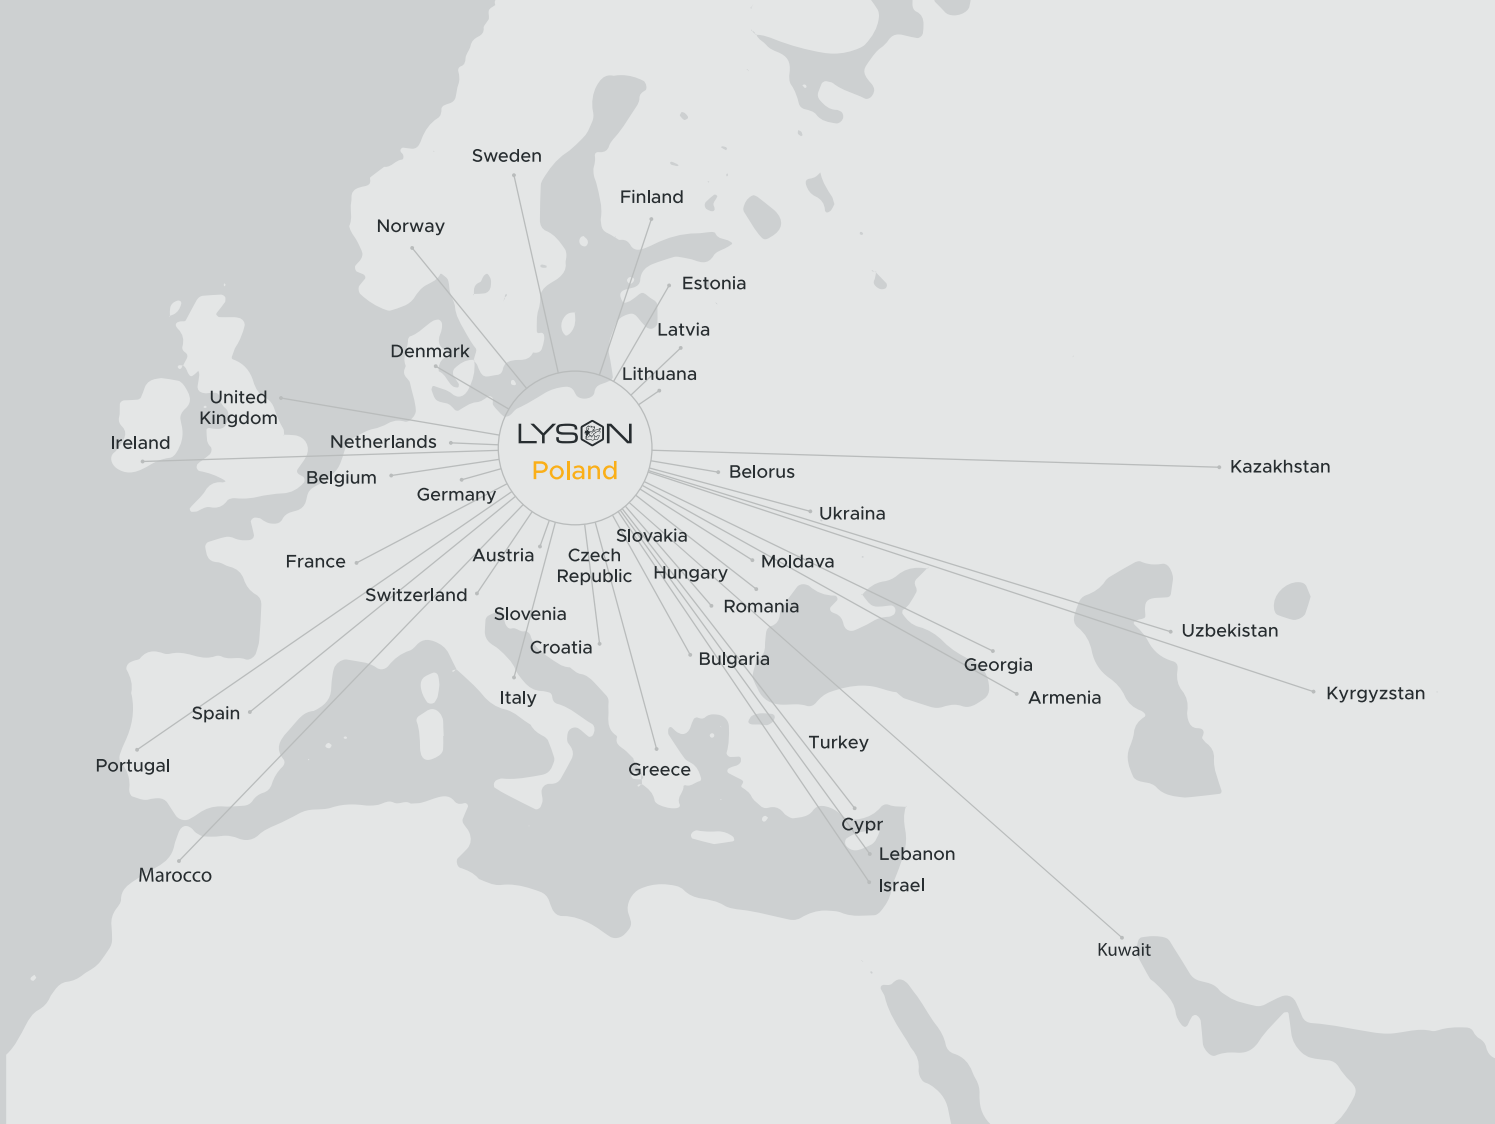 Sweden
Finland
Norway
Estonia
Latvia
Denmark
Lithuana
United
Kingdom
LYSON
Ireland
Netherlands
Poland
Belorus
Kazakhstan
Belgium
Germany
Ukraina
Slovakia
France
Austria
Czech
Republic
Moldava
Hungary
Switzerland
Romania
Slovenia
Uzbekistan
Croatia
Bulgaria
Georgia
Italy
Armenia
Kyrgyzstan
Spain
Turkey
Portugal
Greece
Cypr
Lebanon
Marocco
Israel
Kuwait